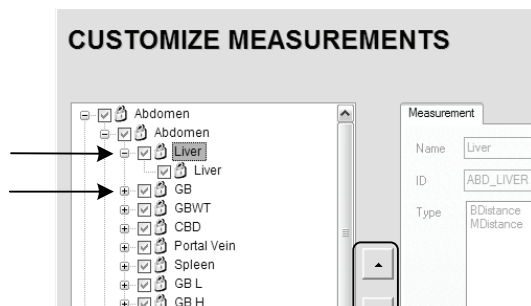 CUSTOMIZE MEASUREMENTS
Abdomen
Abdomen
Liver
Liver
GB
GBWT
CBD
Portal Vein
Spleen
GB L
GB H
Measurement
Name Liver
ID ABD_LIVER
Type BDistance
MDistance